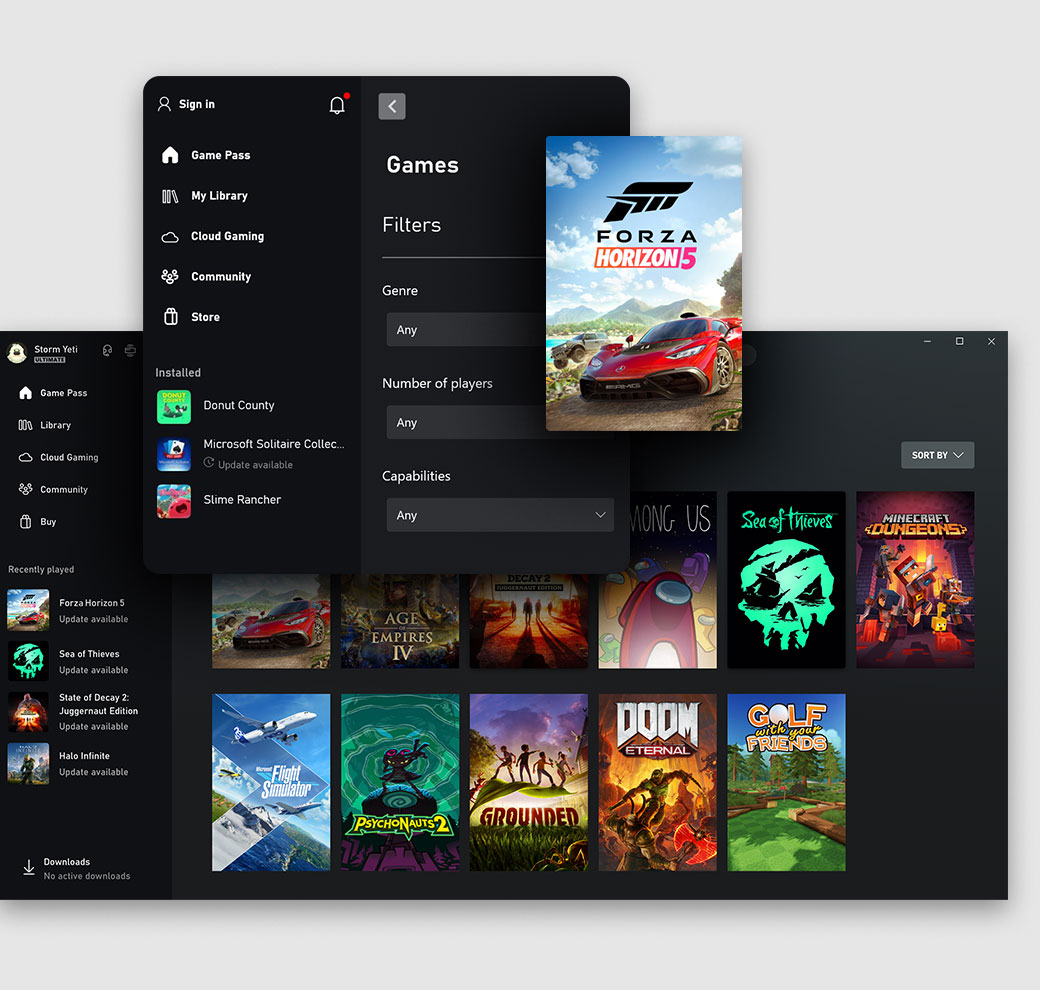 Sign in
Game Pass
My Library
Cloud Gaming
Community
Store
Installed
DONUT
COUNTY
Donut County
Microsoft Solitaire Collec...
Update available
Slime Rancher
Games
Filters
Genre
Any
Number of players
Any
Capabilities
Any
FORZA
HORIZON 5
AMG
Storm Yeti
ULTIMATE
Game Pass
Library
Cloud Gaming
Community
Buy
Recently played
Forza Horizon 5
Update available
Sea of Thieves
Update available
State of Decay 2:
Juggernaut Edition
Update available
Halo Infinite
Update available
Downloads
No active downloads
SORT BY
AGE
OF
EMPIRES
IV
DECAY 2
JUGGERNAUT EDITION
MONG US
Sea of Thieves
MINECRAFT
DUNGEONS
Microsoft
Flight
Simulator
PSYCHONAUTS 2
GROUNDED
DOOM
ETERNAL
GOLF
with your
FRIENDS